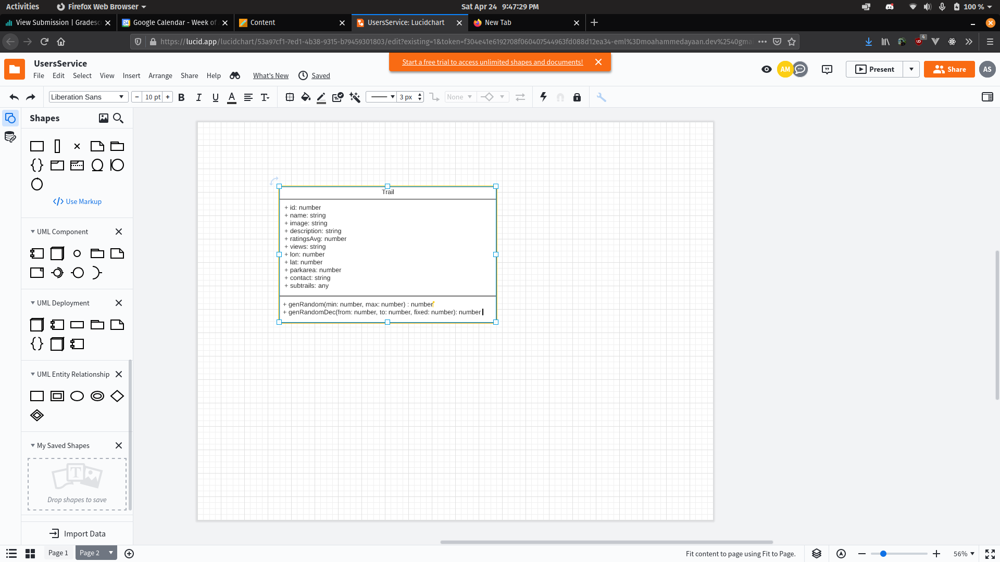 Activities
Firefox Web Browser
Sat Apr 24 9:47:29 PM
100 %
View Submission | Gradesc
Google Calendar - Week of
Content
UsersService: Lucidchart
New Tab
https://lucid.app/lucidchart/53a97cf1-7ed1-4b38-9315-b79459301803/edit?existing=1&token=f304e41e6192708f060407544963fd088d12ea34-eml%3Dmoahammedayaan.dev%2540gma
4
Start a free trial to access unlimited shapes and documents!
UsersService
File Edit Select View Insert Arrange Share Help What's New Saved
AM
Present
Share
AS
Liberation Sans
10 pt
B I U A T
3 px
None
Shapes
Use Markup
UML Component
UML Deployment
UML Entity Relationship
My Saved Shapes
T
Drop shapes to save
Import Data
Trail
+ id: number
+ name: string
+ image: string
+ description: string
+ ratingsAvg: number
+ views: string
+ lon: number
+ lat: number
+ parkarea: number
+ contact: string
+ subtrails: any
+ genRandom(min: number, max: number) : number
+ genRandomDec(from: number, to: number, fixed: number): number
Page 1
Page 2
Fit content to page using Fit to Page.
56%